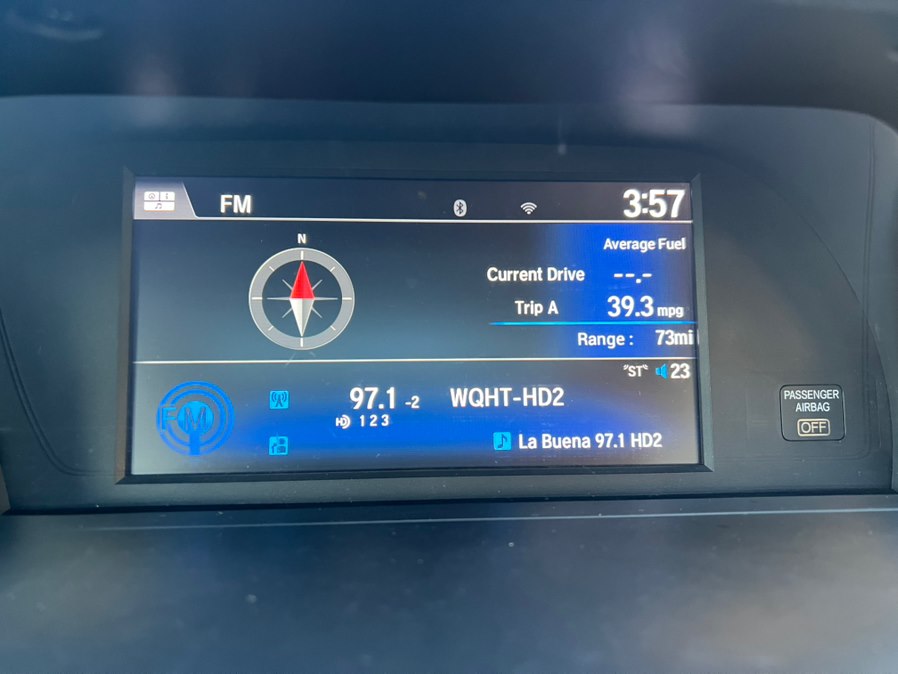 FM
3:57
N
Average Fuel
Current Drive --.-
Trip A 39.3 mpg
Range : 73mi
"ST" 23
FM
97.1 -2 WQHT-HD2
HD 1 2 3
La Buena 97.1 HD2
PASSENGER
AIRBAG
OFF